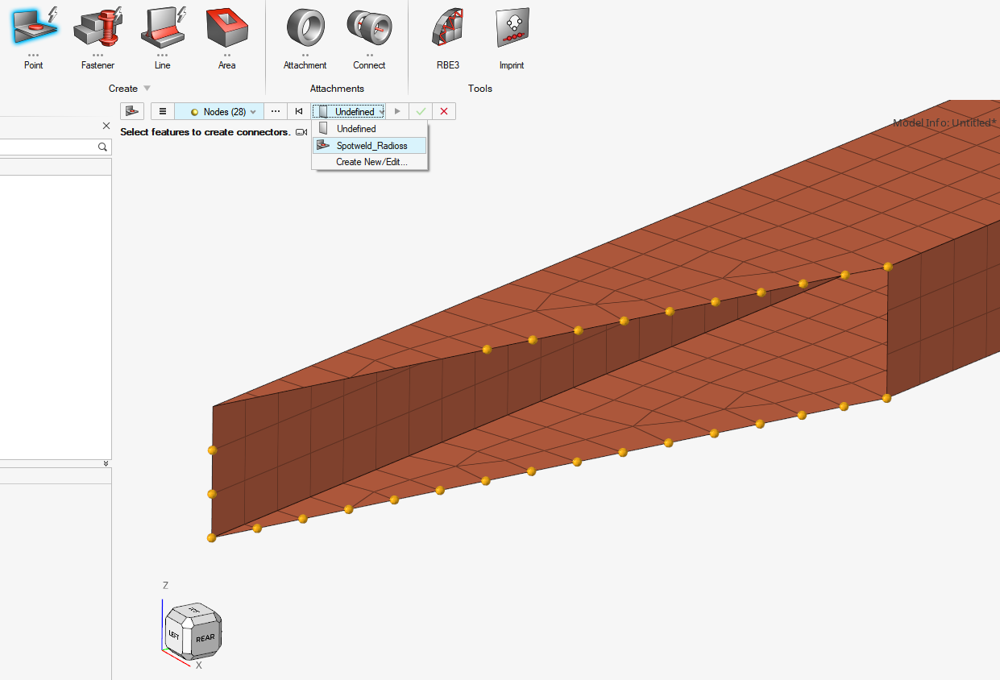 Point
Fastener
Line
Area
Attachment
Connect
RBE3
Imprint
Create
Attachments
Tools
Nodes (28)
Undefined
Select features to create connectors.
Undefined
Spotweld_Radioss
Create New/Edit...
Model Info: Untitled*
Z
LEFT
REAR
X